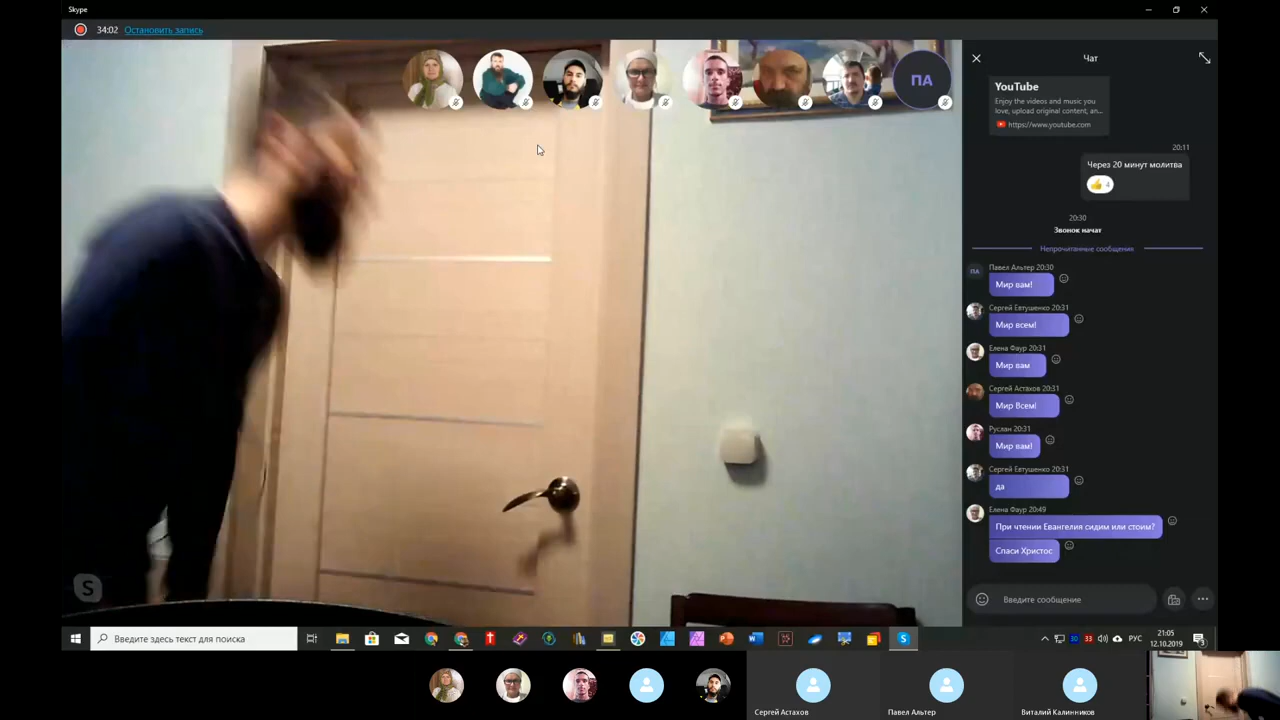 Skype
34:02 Остановить запись
ПА
Чат
YouTube
Enjoy the videos and music you
love, upload original content, an...
https://www.youtube.com
20:11
Через 20 минут молитва
4
20:30
Звонок начат
Непрочитанные сообщения
ПА
Павел Альтер 20:30
Мир вам!
Сергей Евтушенко 20:31
Мир всем!
Елена Фаур 20:31
Мир вам
Сергей Астахов 20:31
Мир Всем!
Руслан 20:31
Мир вам!
Сергей Евтушенко 20:31
да
Елена Фаур 20:49
При чтении Евангелия сидим или стоим?
Спаси Христос
Введите сообщение
Введите здесь текст для поиска
30
33
РУС
21:05
12.10.2019
3
Сергей Астахов
Павел Альтер
Виталий Калинников